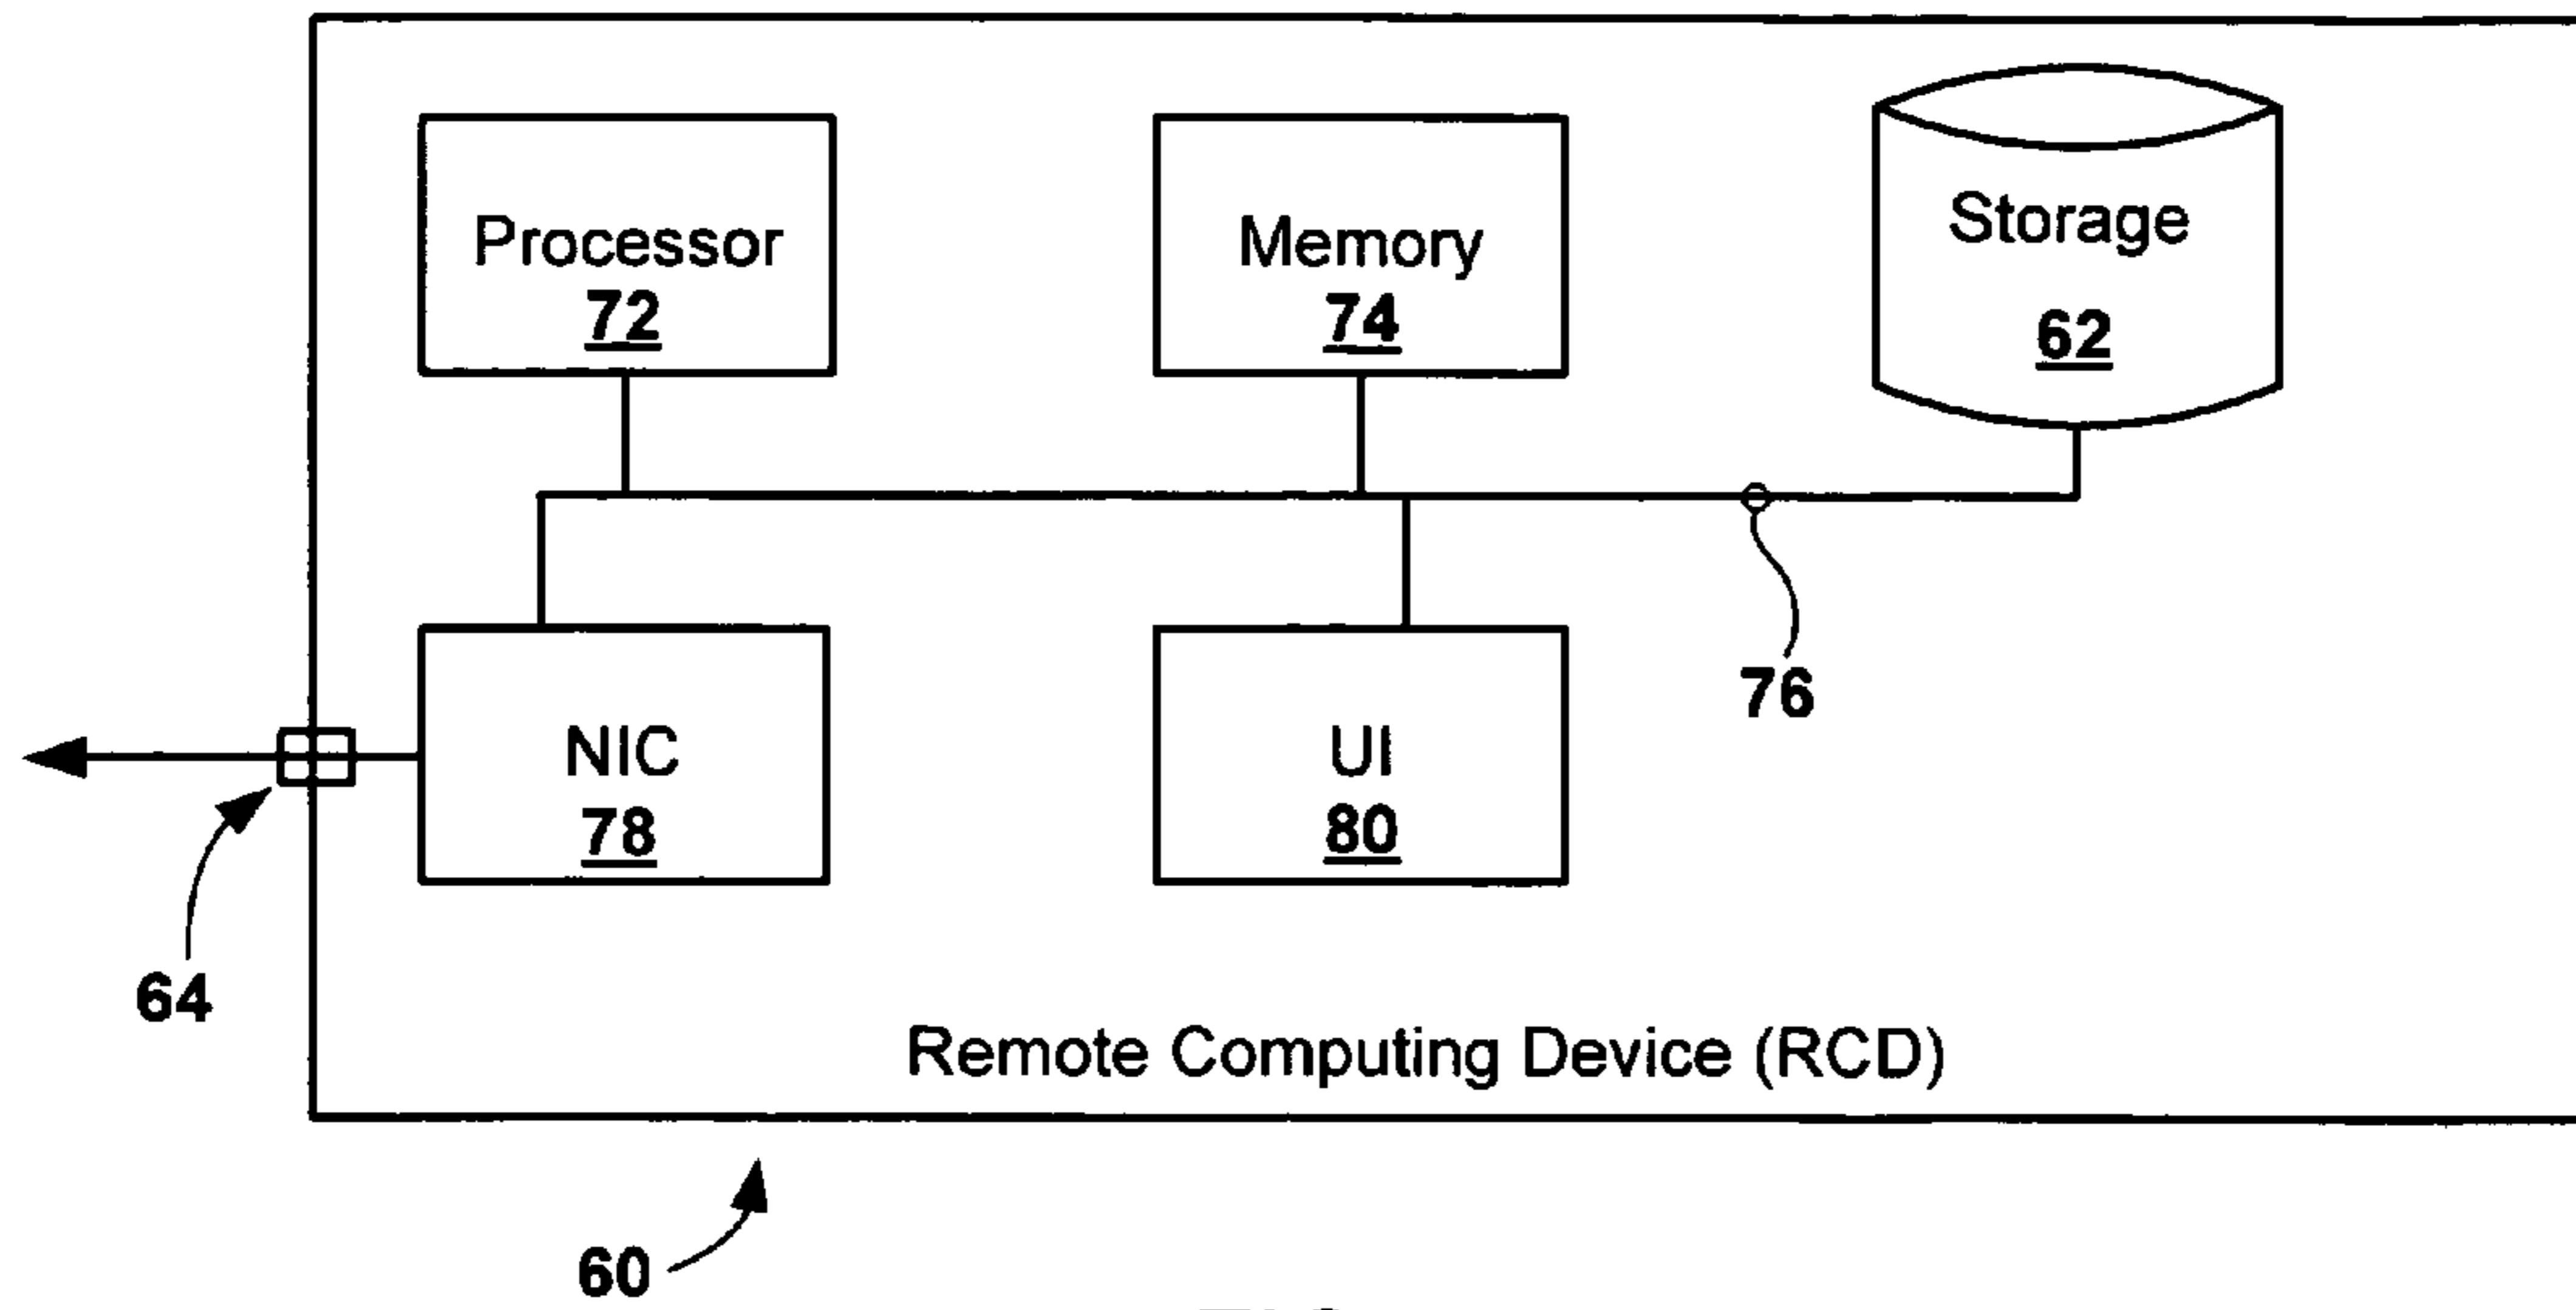 Processor
72
Memory
74
Storage
62
76
NIC
78
UI
80
64
Remote Computing Device (RCD)
60